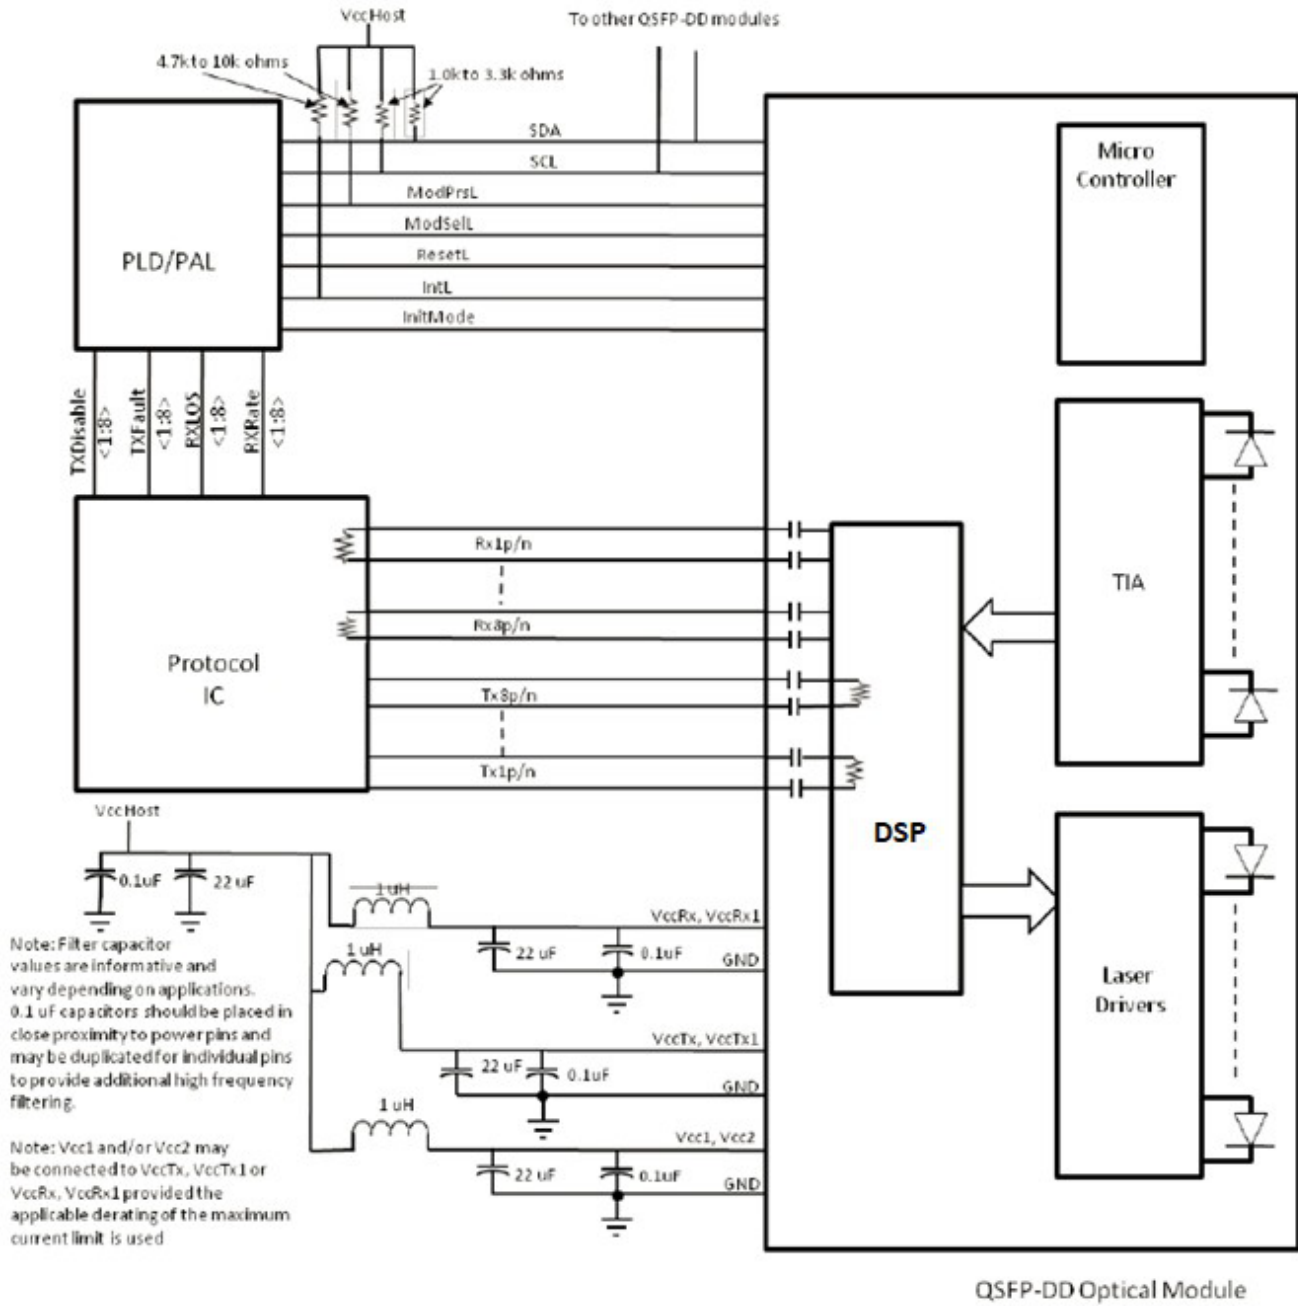 VccHost
To other QSFP-DD modules
4.7k to 10k ohms
1.0k to 3.3k ohms
SDA
SCL
ModPrsL
ModSelL
ResetL
IntL
InitMode
PLD/PAL
Micro
Controller
TXDisable
<1:8>
TXFault
<1:8>
RXLOS
<1:8>
RXRate
<1:8>
Rx1p/n
Rx8p/n
Tx8p/n
Tx1p/n
Protocol
IC
TIA
DSP
Laser
Drivers
VccHost
0.1uF
22 uF
1 uH
VccRx, VccRx1
22 uF
0.1uF
GND
1 uH
VccTx, VccTx1
22 uF
0.1uF
GND
1 uH
Vcc1, Vcc2
22 uF
0.1uF
GND
Note: Filter capacitor
values are informative and
vary depending on applications.
0.1 uf capacitors should be placed in
close proximity to power pins and
may be duplicated for individual pins
to provide additional high frequency
filtering.
Note: Vcc1 and/or Vcc2 may
be connected to VccTx, VccTx1 or
VccRx, VccRx1 provided the
applicable derating of the maximum
current limit is used
QSFP-DD Optical Module